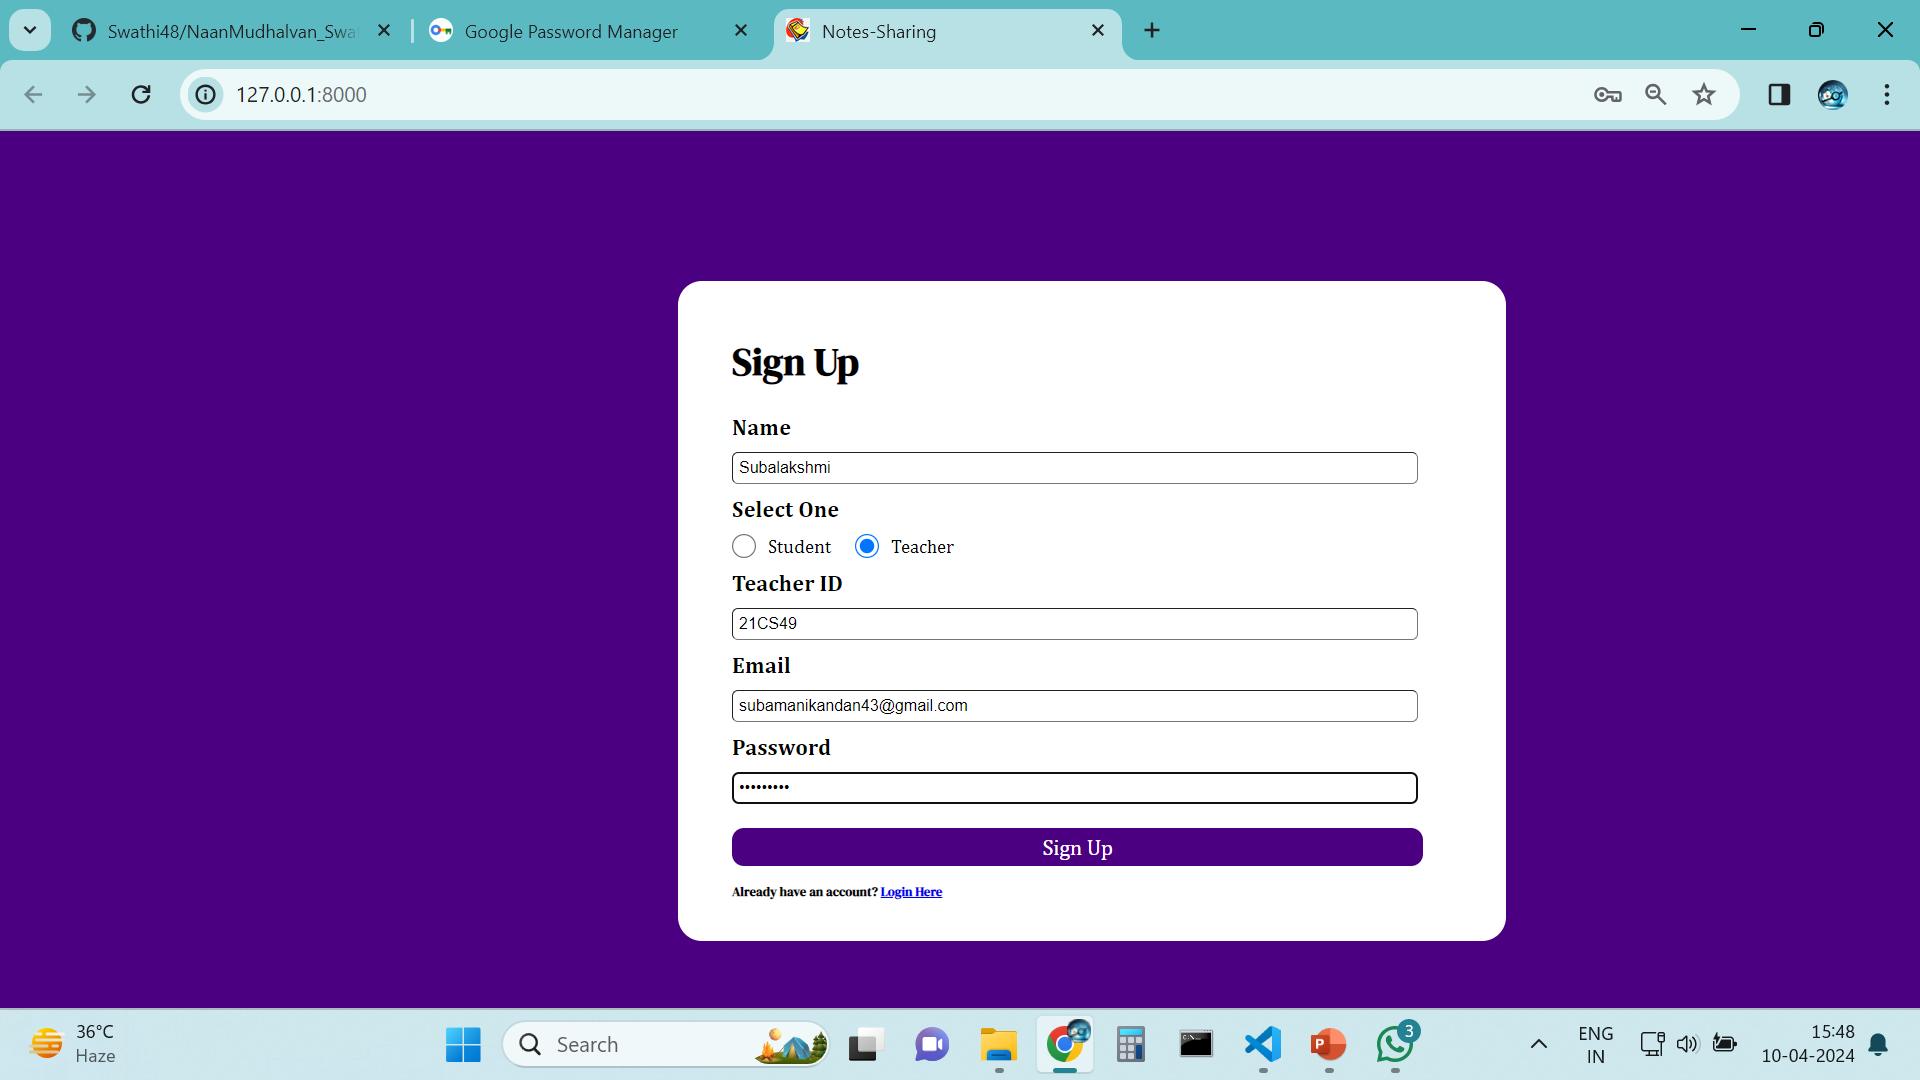 Swathi48/NaanMudhalvan_Swa
Google Password Manager
Notes-Sharing
127.0.0.1:8000
Sign Up
Name
Subalakshmi
Select One
Student Teacher
Teacher ID
21CS49
Email
subamanikandan43@gmail.com
Password
•••••••••
Sign Up
Already have an account? Login Here
36°C
Haze
Search
3
ENG
IN
15:48
10-04-2024